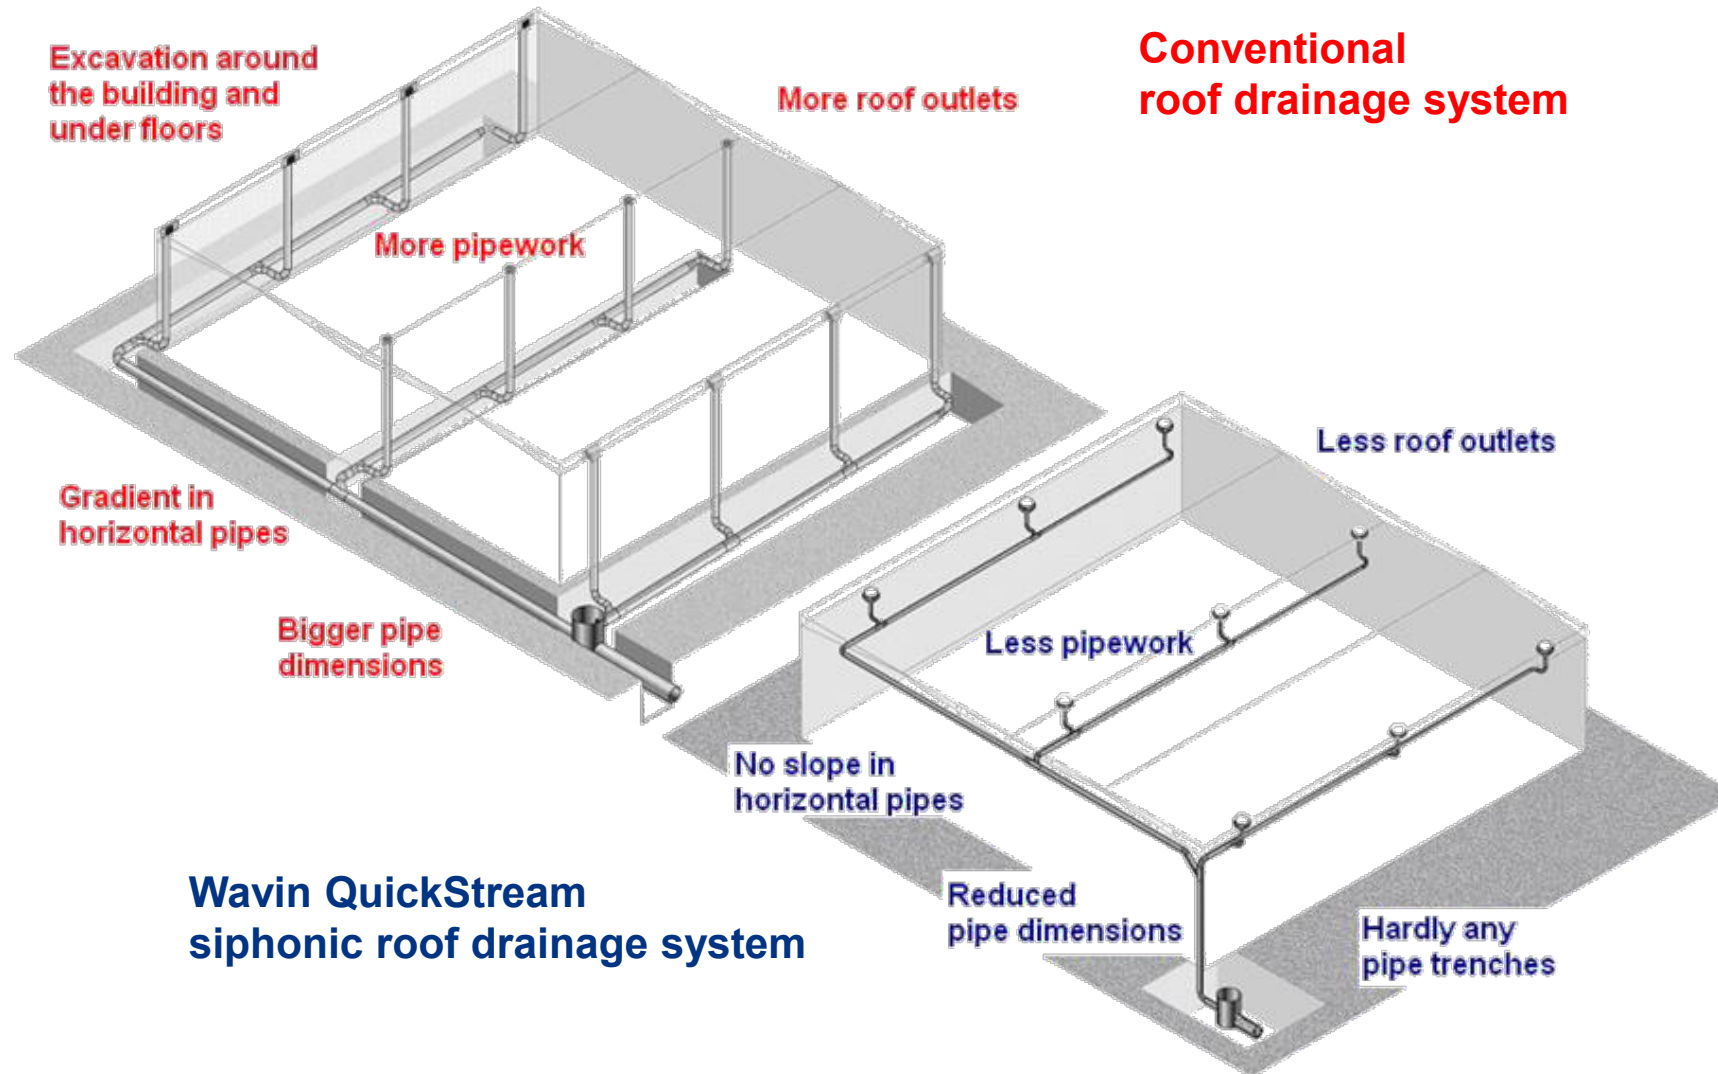 Conventional
roof drainage system
Excavation around
the building and
under floors
More roof outlets
More pipework
Gradient in
horizontal pipes
Bigger pipe
dimensions
Less roof outlets
Less pipework
No slope in
horizontal pipes
Reduced
pipe dimensions
Hardly any
pipe trenches
Wavin QuickStream
siphonic roof drainage system